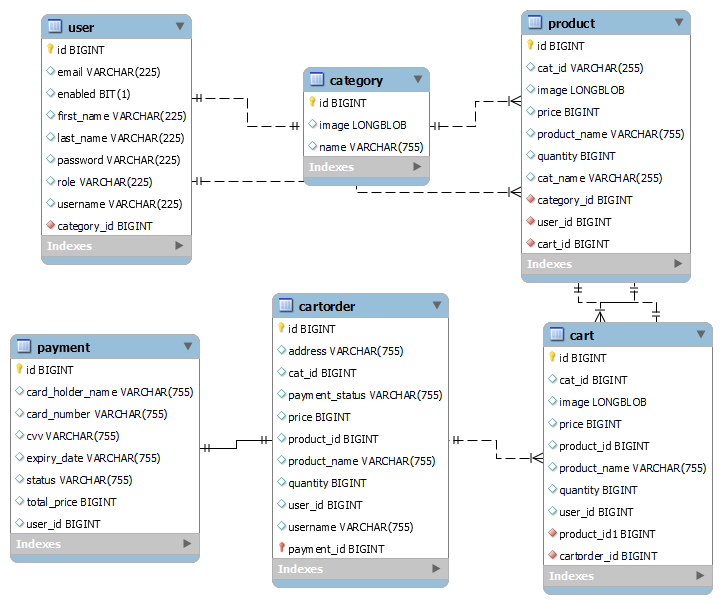 user
id BIGINT
email VARCHAR(225)
enabled BIT(1)
first_name VARCHAR(225)
last_name VARCHAR(225)
password VARCHAR(225)
role VARCHAR(225)
username VARCHAR(225)
category_id BIGINT
Indexes
category
id BIGINT
image LONGBLOB
name VARCHAR(755)
Indexes
product
id BIGINT
cat_id VARCHAR(255)
image LONGBLOB
price BIGINT
product_name VARCHAR(755)
quantity BIGINT
cat_name VARCHAR(255)
category_id BIGINT
user_id BIGINT
cart_id BIGINT
Indexes
payment
id BIGINT
card_holder_name VARCHAR(755)
card_number VARCHAR(755)
cvv VARCHAR(755)
expiry_date VARCHAR(755)
status VARCHAR(755)
total_price BIGINT
user_id BIGINT
Indexes
cartorder
id BIGINT
address VARCHAR(755)
cat_id BIGINT
payment_status VARCHAR(755)
price BIGINT
product_id BIGINT
product_name VARCHAR(755)
quantity BIGINT
user_id BIGINT
username VARCHAR(755)
payment_id BIGINT
Indexes
cart
id BIGINT
cat_id BIGINT
image LONGBLOB
price BIGINT
product_id BIGINT
product_name VARCHAR(755)
quantity BIGINT
user_id BIGINT
product_id1 BIGINT
cartorder_id BIGINT
Indexes